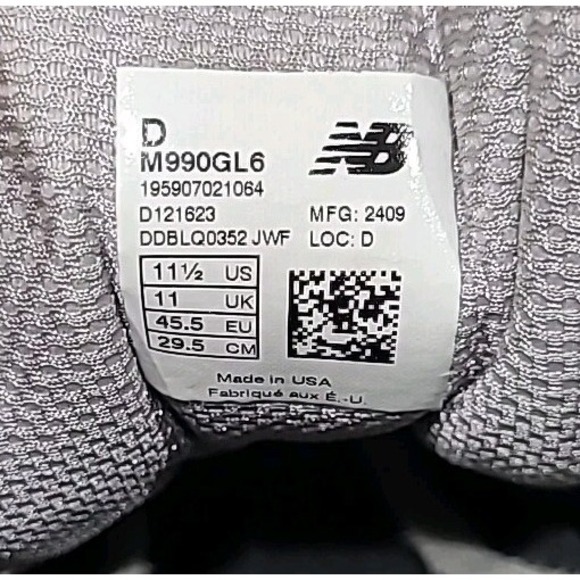 D
M990GL6
NB
195907021064
D121623 MFG: 2409
DDBLQ0352 JWF LOC: D
11½ US
11 UK
45.5 EU
29.5 CM
Made in USA
Fabriqué aux É.-U.